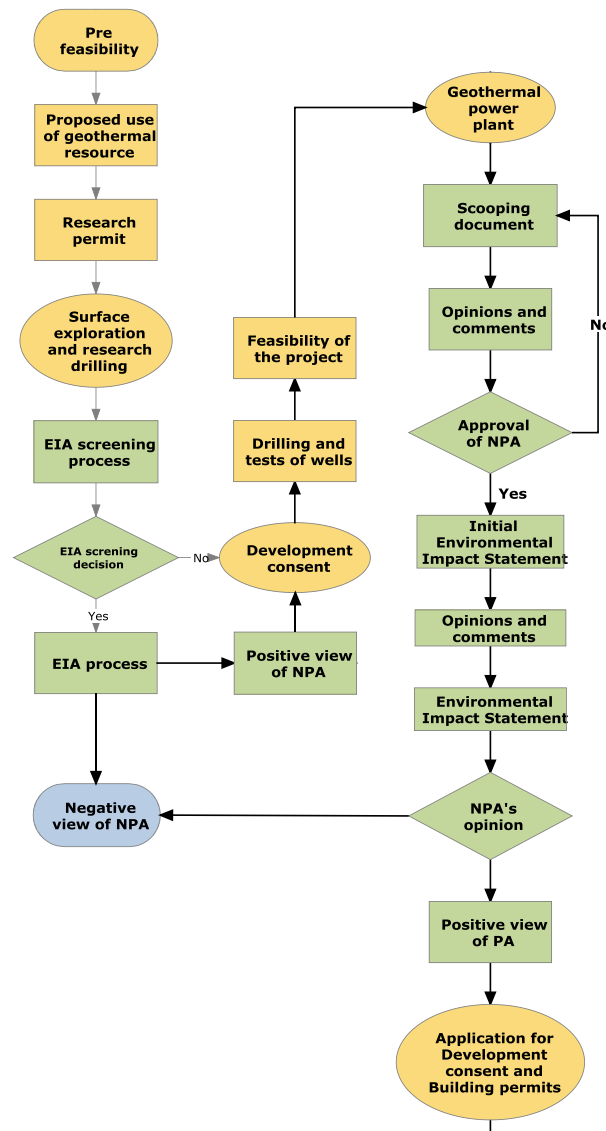 Pre
feasibility
Proposed use
of geothermal
resource
Research
permit
Surface
exploration
and research
drilling
EIA screening
process
EIA screning
decision
No
Yes
EIA process
Negative
view of NPA
Positive view
of NPA
Development
consent
Drilling and
tests of wells
Feasibility of
the project
Geothermal
power
plant
Scooping
document
Opinions and
comments
Approval
of NPA
No
Yes
Initial
Environmental
Impact Statement
Opinions and
comments
Environmental
Impact Statement
NPA's
opinion
Positive view
of PA
Application for
Development
consent and
Building permits